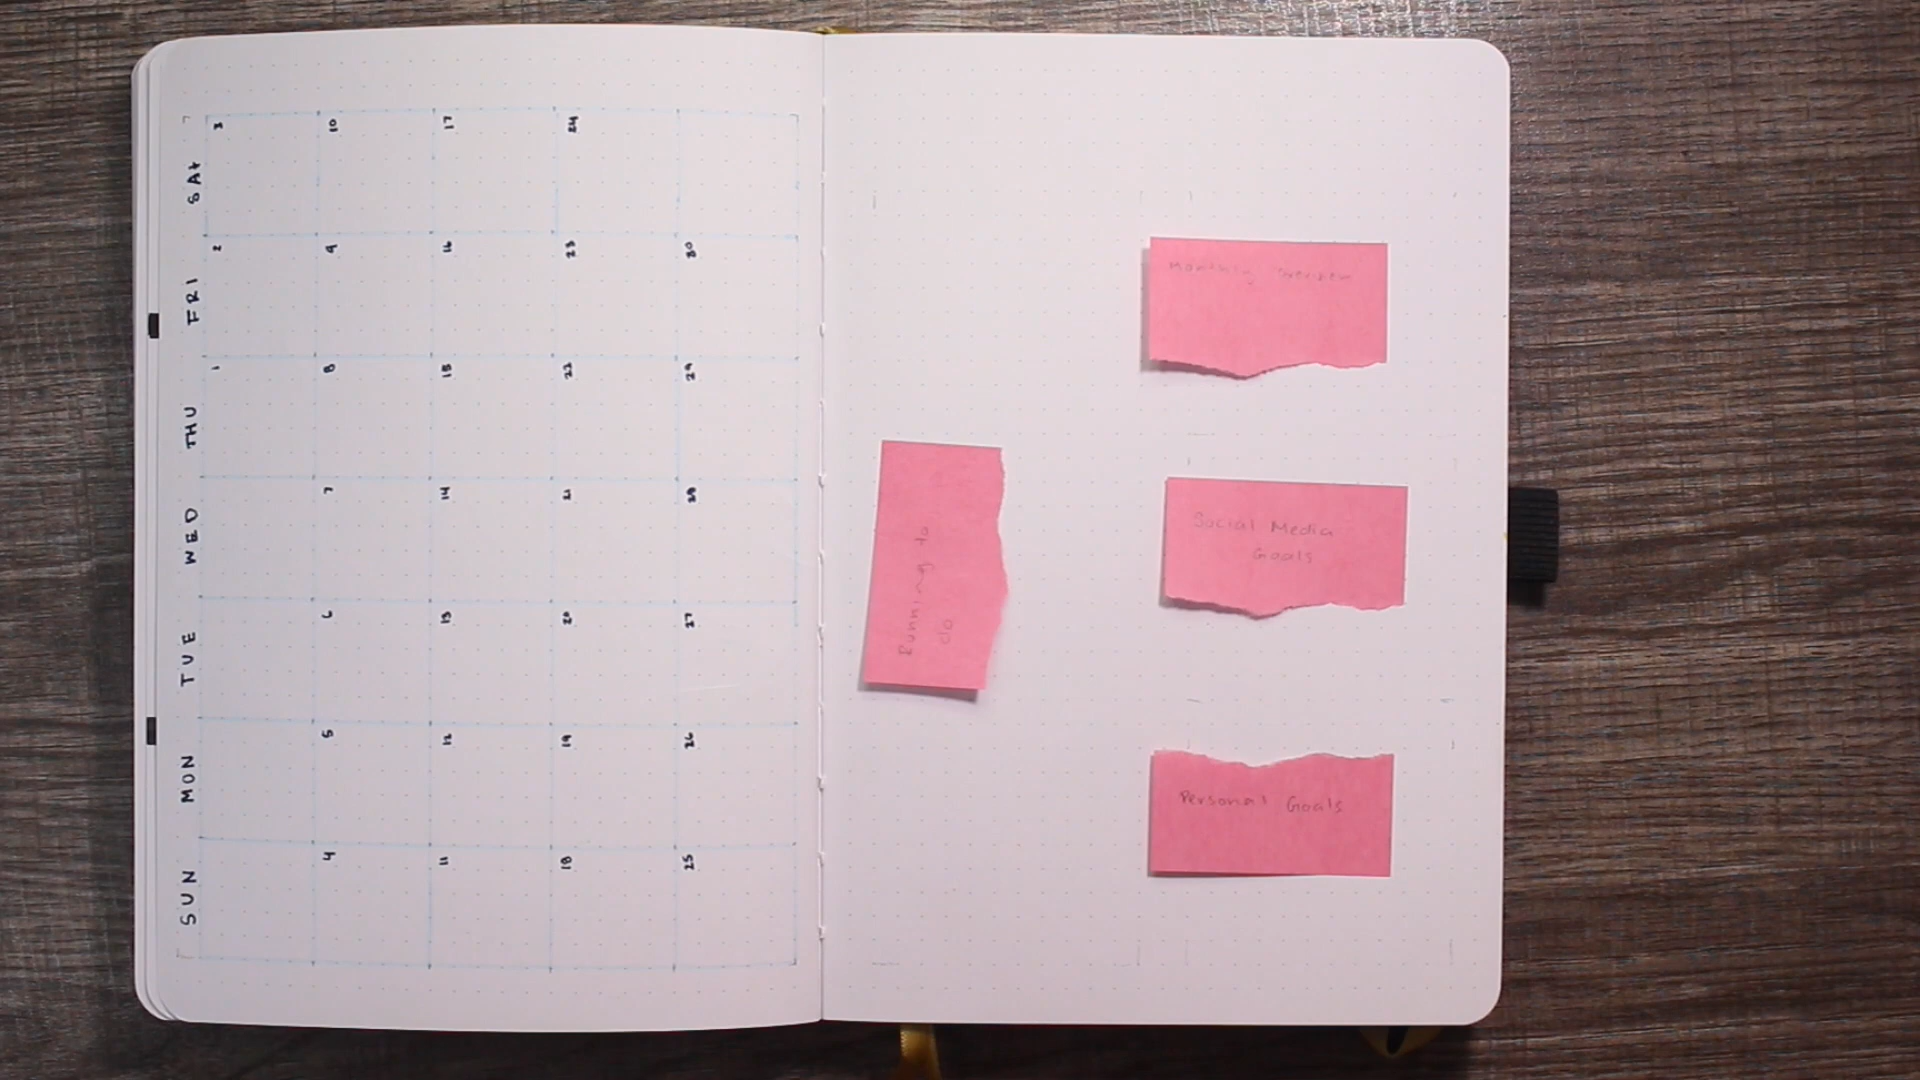 SUN MON TUE WED THU FRI SAT
1 2 3
4 5 6 7 8 9 10
11 12 13 14 15 16 17
18 19 20 21 22 23 24
25 26 27 28 29 30
Running to
do
Monthly Overview
Social Media
Goals
Personal Goals